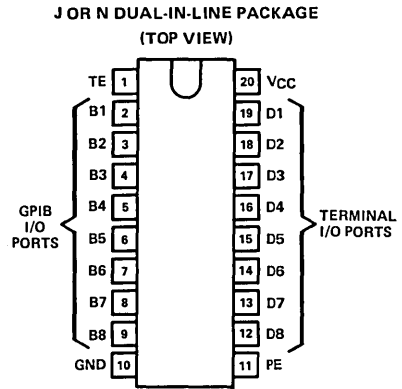 J OR N DUAL-IN-LINE PACKAGE
(TOP VIEW)
TE 1 20 VCC
B1 2 19 D1
B2 3 18 D2
B3 4 17 D3
B4 5 16 D4
B5 6 15 D5
B6 7 14 D6
B7 8 13 D7
B8 9 12 D8
GND 10 11 PE
GPIB
I/O
PORTS
TERMINAL
I/O PORTS